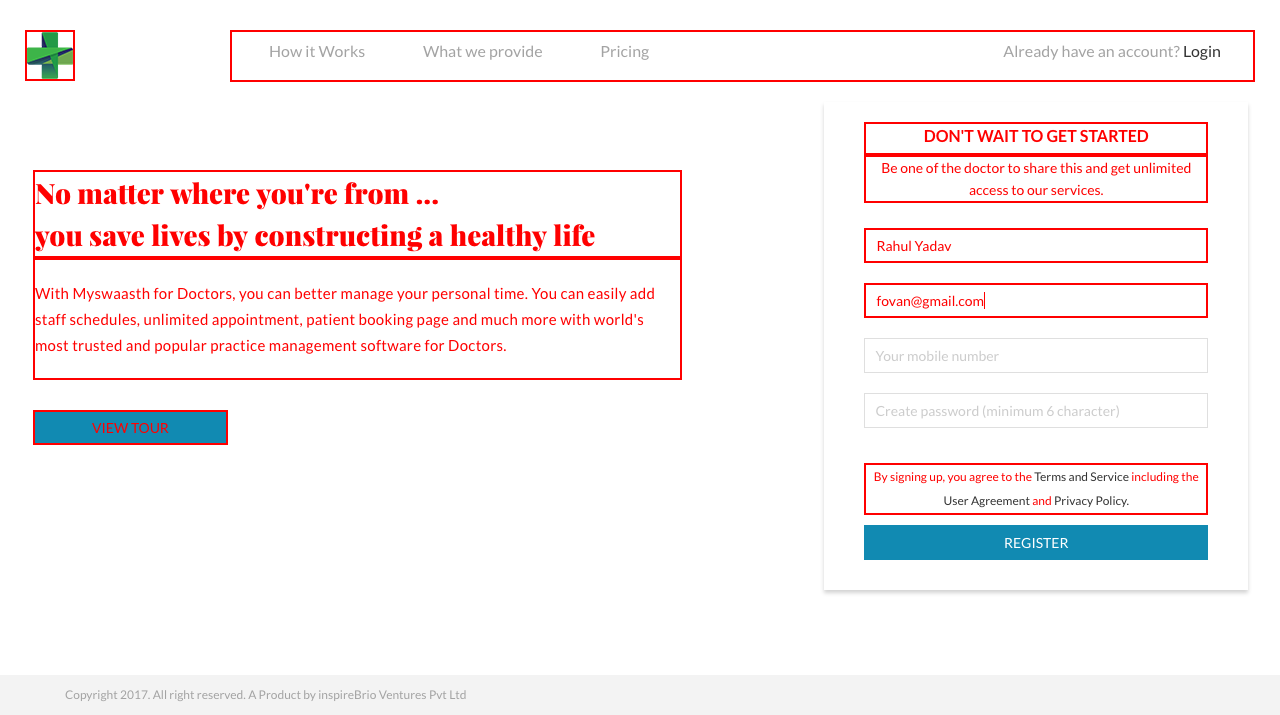 How it Works
What we provide
Pricing
Already have an account? Login
No matter where you're from ...
you save lives by constructing a healthy life
With Myswaasth for Doctors, you can better manage your personal time. You can easily add
staff schedules, unlimited appointment, patient booking page and much more with world's
most trusted and popular practice management software for Doctors.
VIEW TOUR
DON'T WAIT TO GET STARTED
Be one of the doctor to share this and get unlimited
access to our services.
Rahul Yadav
fovan@gmail.com
Your mobile number
Create password (minimum 6 character)
By signing up, you agree to the Terms and Service including the
User Agreement and Privacy Policy.
REGISTER
Copyright 2017. All right reserved. A Product by inspireBrio Ventures Pvt Ltd